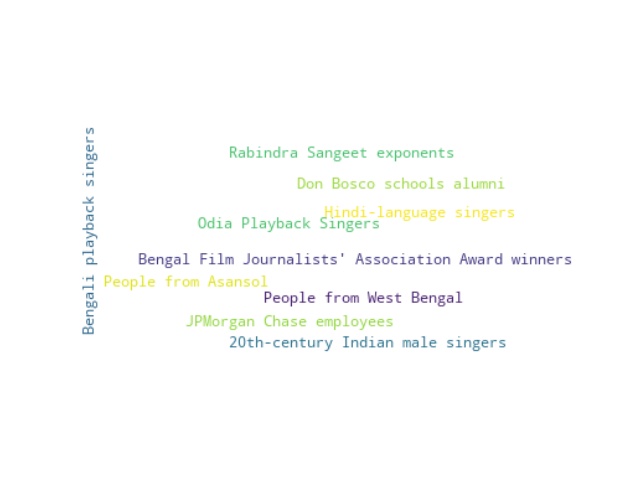 Bengali playback singers
Rabindra Sangeet exponents
Don Bosco schools alumni
Hindi-language singers
Odia Playback Singers
Bengal Film Journalists' Association Award winners
People from Asansol
People from West Bengal
JPMorgan Chase employees
20th-century Indian male singers